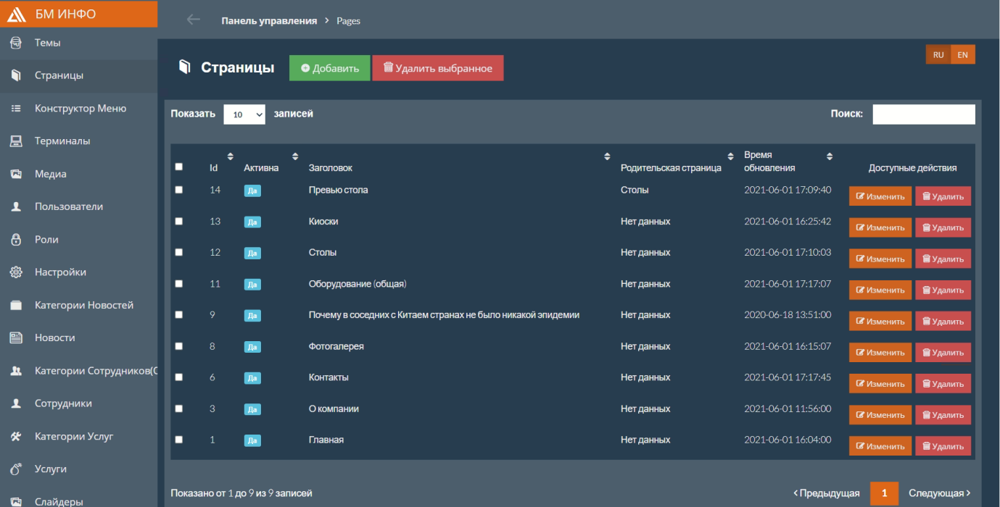 БМ ИНФО
Панель управления > Pages
Темы
Страницы
Конструктор Меню
Терминалы
Медиа
Пользователи
Роли
Настройки
Категории Новостей
Новости
Категории Сотрудников(С
Сотрудники
Категории Услуг
Услуги
Слайдеры
Страницы Добавить Удалить выбранное
RU EN
Показать 10 записей Поиск:
Id Активна Заголовок Родительская страница Время обновления Доступные действия
14 Да Превью стола Столы 2021-06-01 17:09:40 Изменить Удалить
13 Да Киоски Нет данных 2021-06-01 16:25:42 Изменить Удалить
12 Да Столы Нет данных 2021-06-01 17:10:03 Изменить Удалить
11 Да Оборудование (общая) Нет данных 2021-06-01 17:17:07 Изменить Удалить
9 Да Почему в соседних с Китаем странах не было никакой эпидемии Нет данных 2020-06-18 13:51:00 Изменить Удалить
8 Да Фотогалерея Нет данных 2021-06-01 16:15:07 Изменить Удалить
6 Да Контакты Нет данных 2021-06-01 17:17:45 Изменить Удалить
3 Да О компании Нет данных 2021-06-01 11:56:00 Изменить Удалить
1 Да Главная Нет данных 2021-06-01 16:04:00 Изменить Удалить
Показано от 1 до 9 из 9 записей
‹ Предыдущая 1 Следующая ›